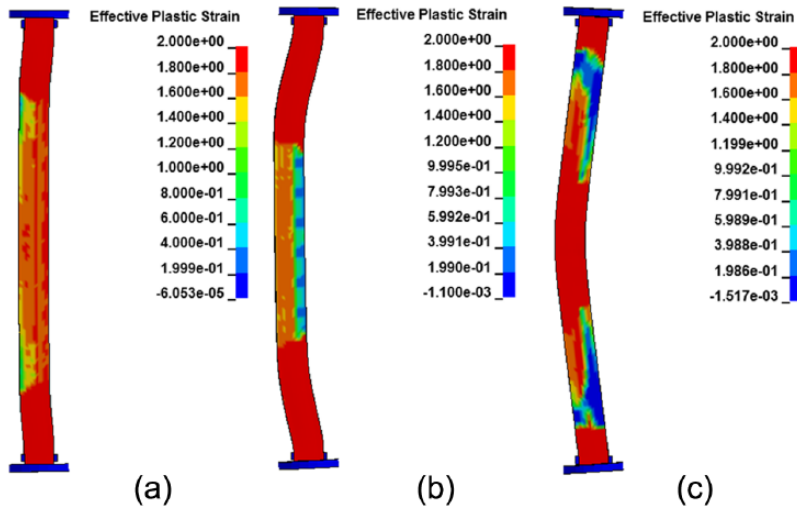 Effective Plastic Strain
2.000e+00
1.800e+00
1.600e+00
1.400e+00
1.200e+00
1.000e+00
8.000e-01
6.000e-01
4.000e-01
1.999e-01
-6.053e-05
(a)
Effective Plastic Strain
2.000e+00
1.800e+00
1.600e+00
1.400e+00
1.200e+00
9.995e-01
7.993e-01
5.992e-01
3.991e-01
1.990e-01
-1.100e-03
(b)
Effective Plastic Strain
2.000e+00
1.800e+00
1.600e+00
1.400e+00
1.199e+00
9.992e-01
7.991e-01
5.989e-01
3.988e-01
1.986e-01
-1.517e-03
(c)